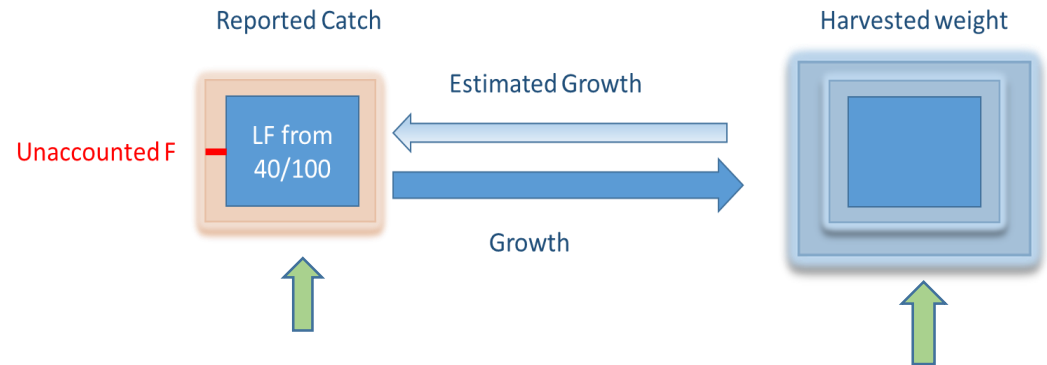 Reported Catch
Harvested weight
Estimated Growth
Unaccounted F
LF from
40/100
Growth